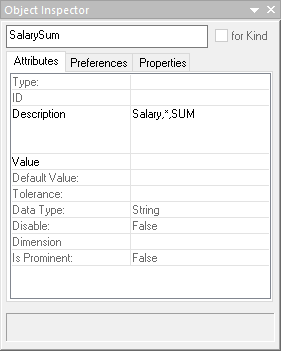 Object Inspector
SalarySum
for Kind
Attributes Preferences Properties
Type:
ID
Description Salary,*,SUM
Value
Default Value:
Tolerance:
Data Type: String
Disable: False
Dimension
Is Prominent: False